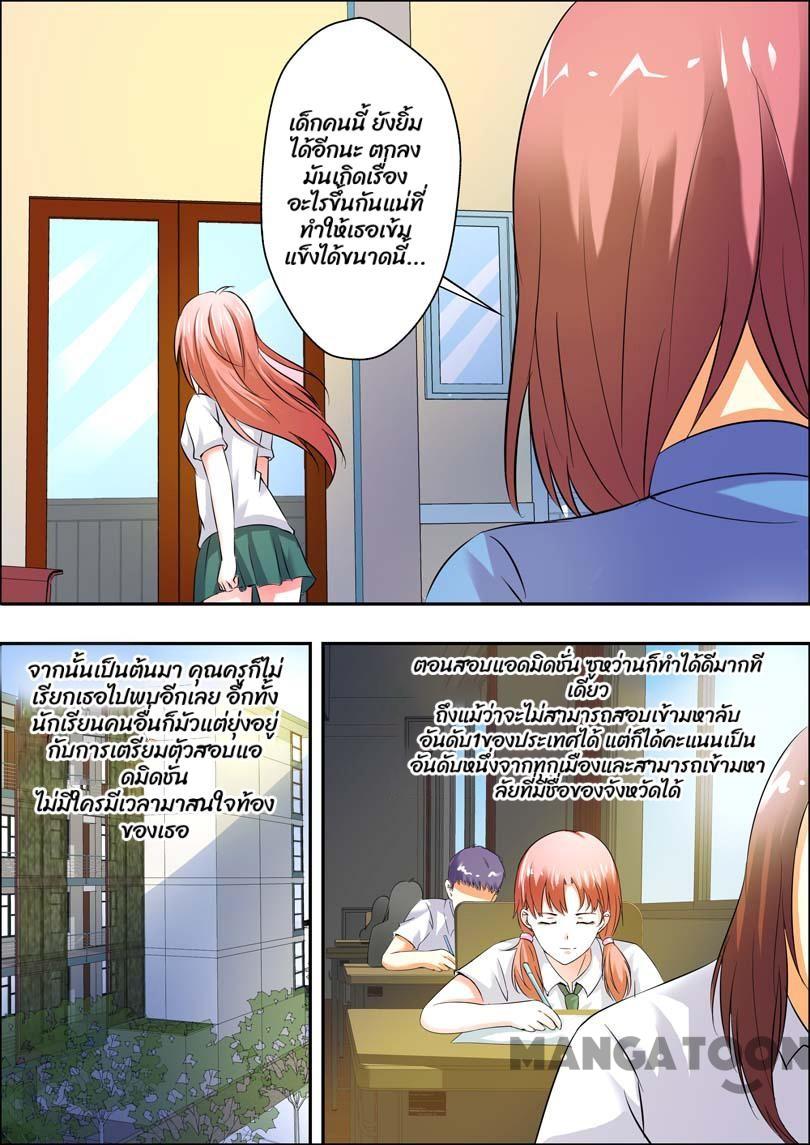 เด็กคนนี้ ยังยิ้ม
ได้อีกนะ ตกลง
มันเกิดเรื่อง
อะไรขึ้นกันแน่ที่
ทำให้เธอเข้ม
แข็งได้ขนาดนี้...
จากนั้นเป็นต้นมา คุณครูก็ไม่
เรียกเธอไปพบอีกเลย อีกทั้ง
นักเรียนคนอื่นก็มัวแต่ยุ่งอยู่
กับการเตรียมตัวสอบแอ
ดมิดชั่น
ไม่มีใครมีเวลามาสนใจท้อง
ของเธอ
ตอนสอบแอดมิดชั่น ซูหว่านก็ทำได้ดีมากที
เดียว
ถึงแม้ว่าจะไม่สามารถสอบเข้ามหาลับ
อันดับ1ของประเทศได้ แต่ก็ได้คะแนนเป็น
อันดับหนึ่งจากทุกเมืองและสามารถเข้ามหา
ลัยที่มีชื่อของจังหวัดได้
MANGATOON